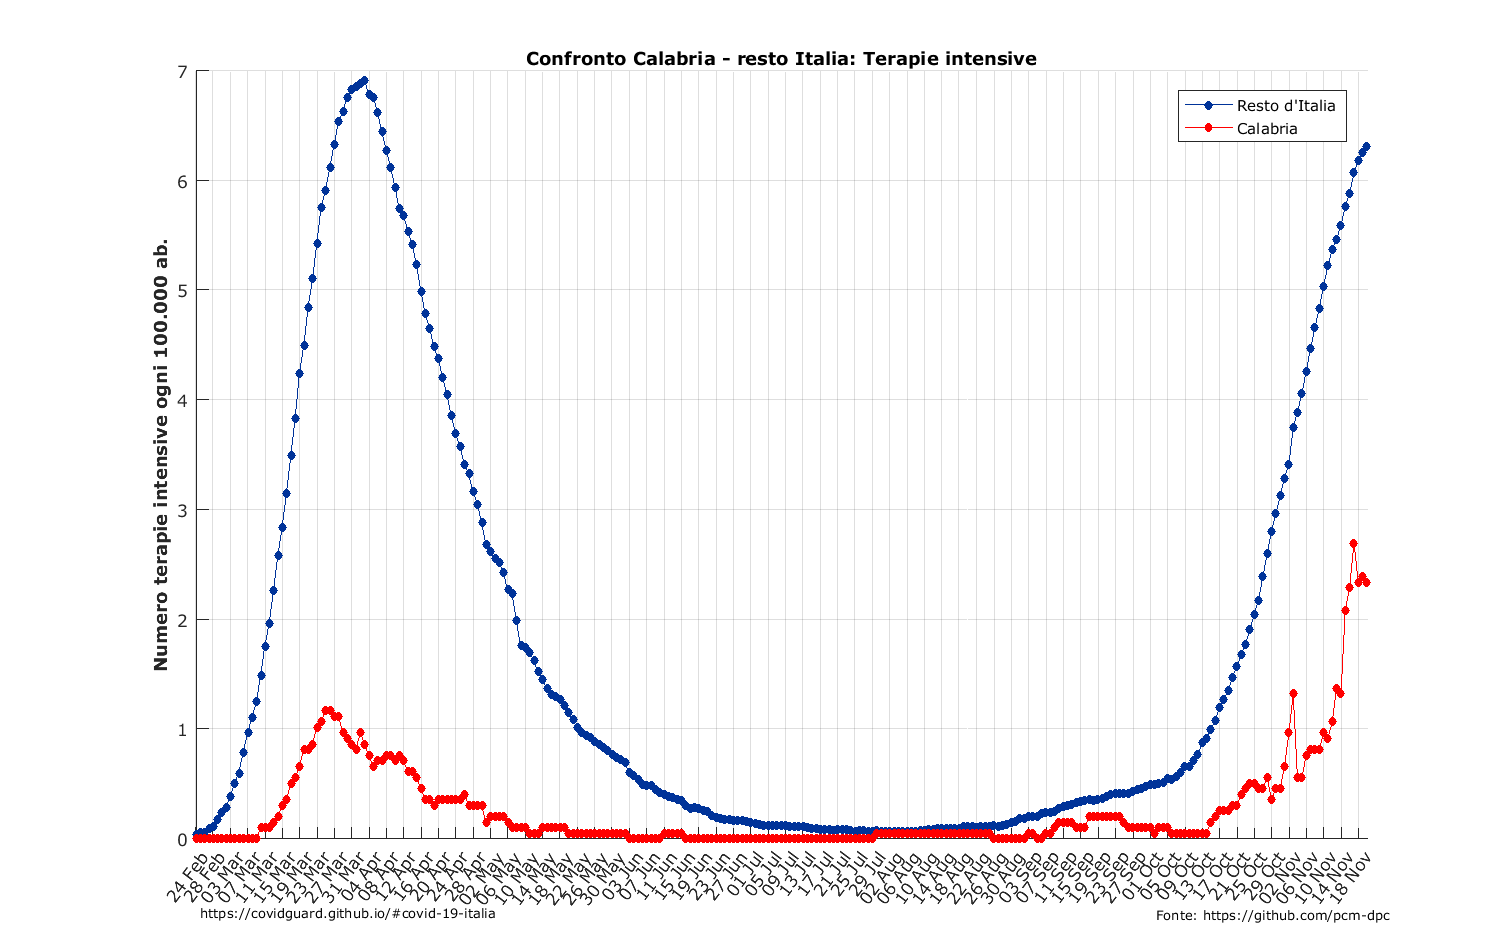 Confronto Calabria - resto Italia: Terapie intensive
Resto d'Italia
Calabria
Numero terapie intensive ogni 100.000 ab.
7
6
5
4
3
2
1
0
24 Feb
28 Feb
03 Mar
07 Mar
11 Mar
15 Mar
19 Mar
23 Mar
27 Mar
31 Mar
04 Apr
08 Apr
12 Apr
16 Apr
20 Apr
24 Apr
28 Apr
02 May
06 May
10 May
14 May
18 May
22 May
26 May
30 May
03 Jun
07 Jun
11 Jun
15 Jun
19 Jun
23 Jun
27 Jun
01 Jul
05 Jul
09 Jul
13 Jul
17 Jul
21 Jul
25 Jul
29 Jul
02 Aug
06 Aug
10 Aug
14 Aug
18 Aug
22 Aug
26 Aug
30 Aug
03 Sep
07 Sep
11 Sep
15 Sep
19 Sep
23 Sep
27 Sep
01 Oct
05 Oct
09 Oct
13 Oct
17 Oct
21 Oct
25 Oct
29 Oct
02 Nov
06 Nov
10 Nov
14 Nov
18 Nov
https://covidguard.github.io/#covid-19-italia
Fonte: https://github.com/pcm-dpc